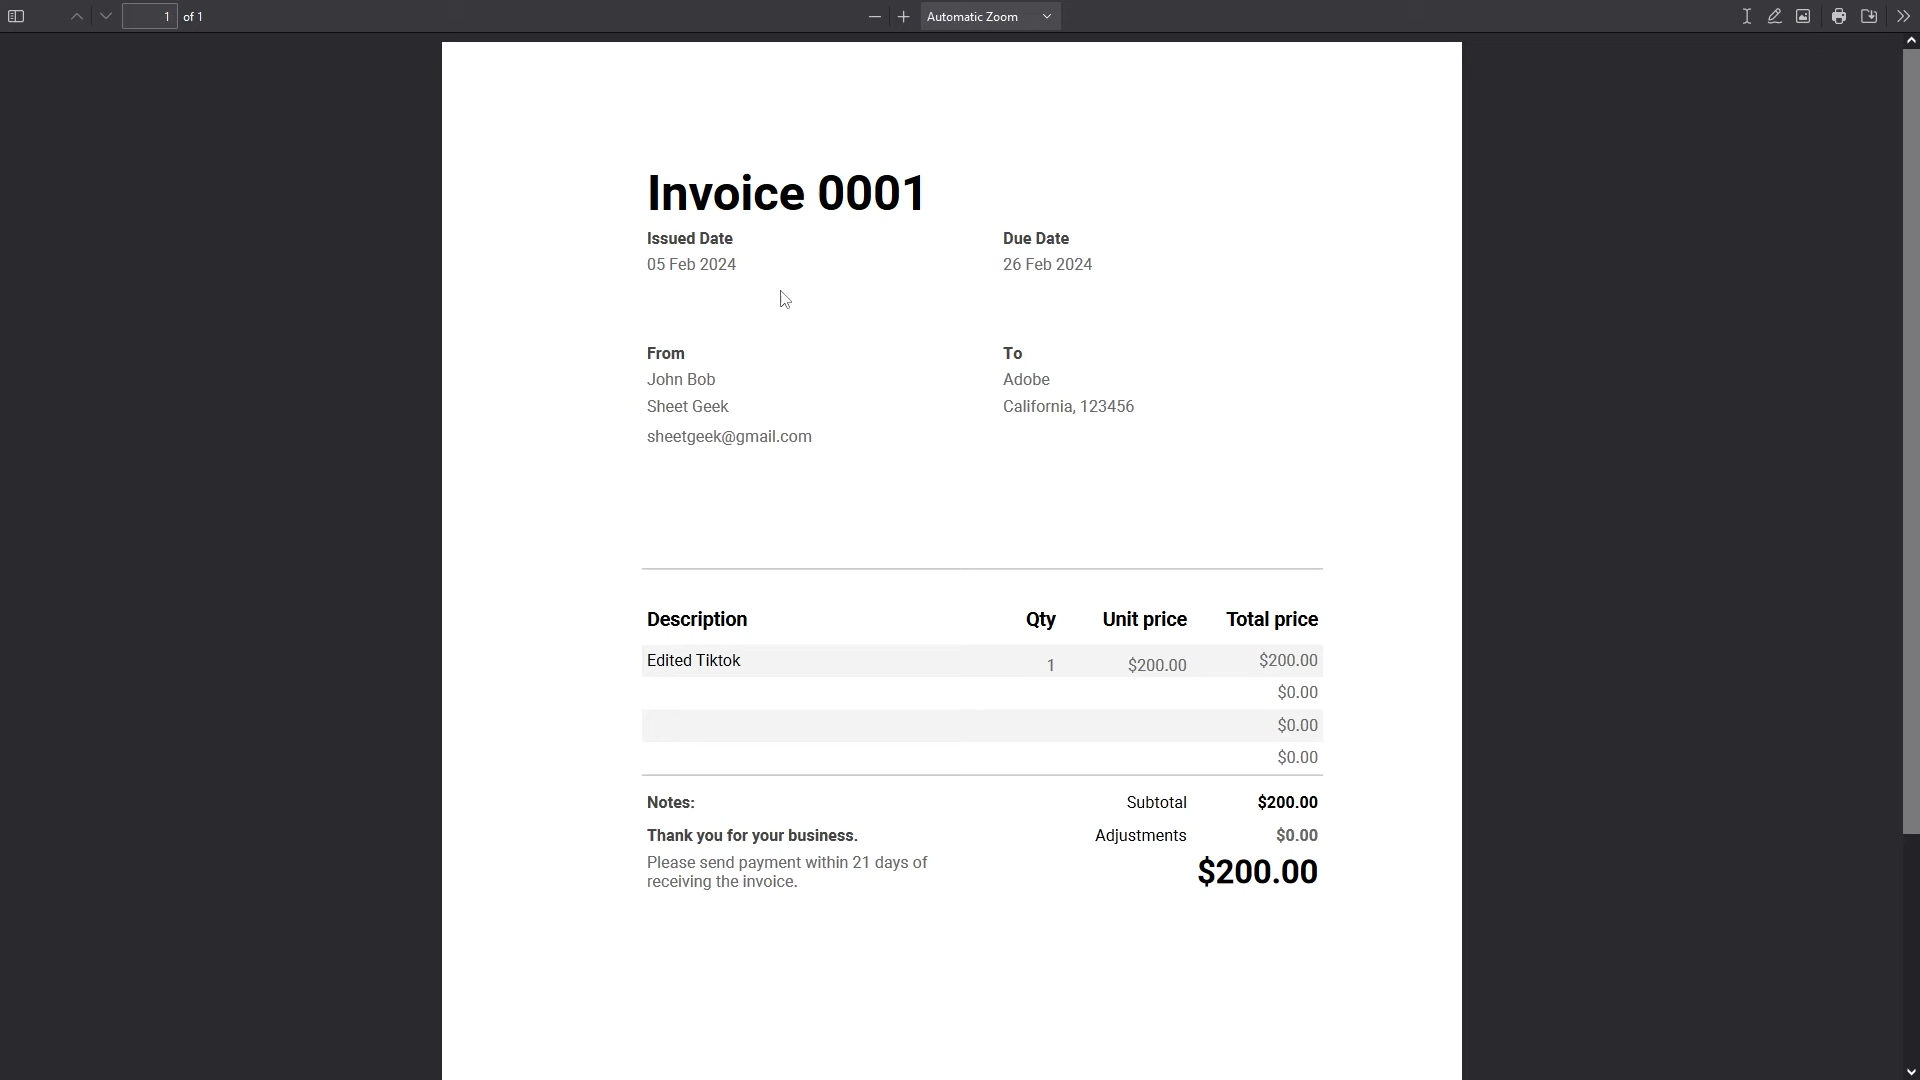 1 of 1 Automatic Zoom
Invoice 0001
Issued Date Due Date
05 Feb 2024 26 Feb 2024
From To
John Bob Adobe
Sheet Geek California, 123456
sheetgeek@gmail.com
Description Qty Unit price Total price
Edited Tiktok 1 $200.00 $200.00
$0.00
$0.00
$0.00
Notes: Subtotal $200.00
Thank you for your business. Adjustments $0.00
Please send payment within 21 days of
receiving the invoice.
$200.00